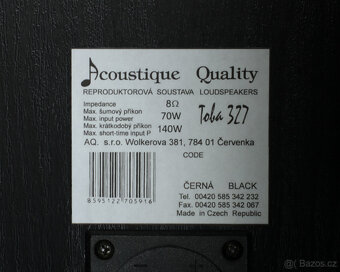 Acoustique Quality
REPRODUKTOROVÁ SOUSTAVA LOUDSPEAKERS
Impedance 8Ω
Max. šumový příkon
Max. input power 70W
Max. krátkodobý příkon
Max. short-time input P 140W
Toba 327
AQ. s.r.o. Wolkerova 381, 784 01 Červenka
CODE
8595122705916
ČERNÁ BLACK
Tel. 00420 585 342 232
Fax. 00420 585 342 067
Made in Czech Republic
Bazoš.cz